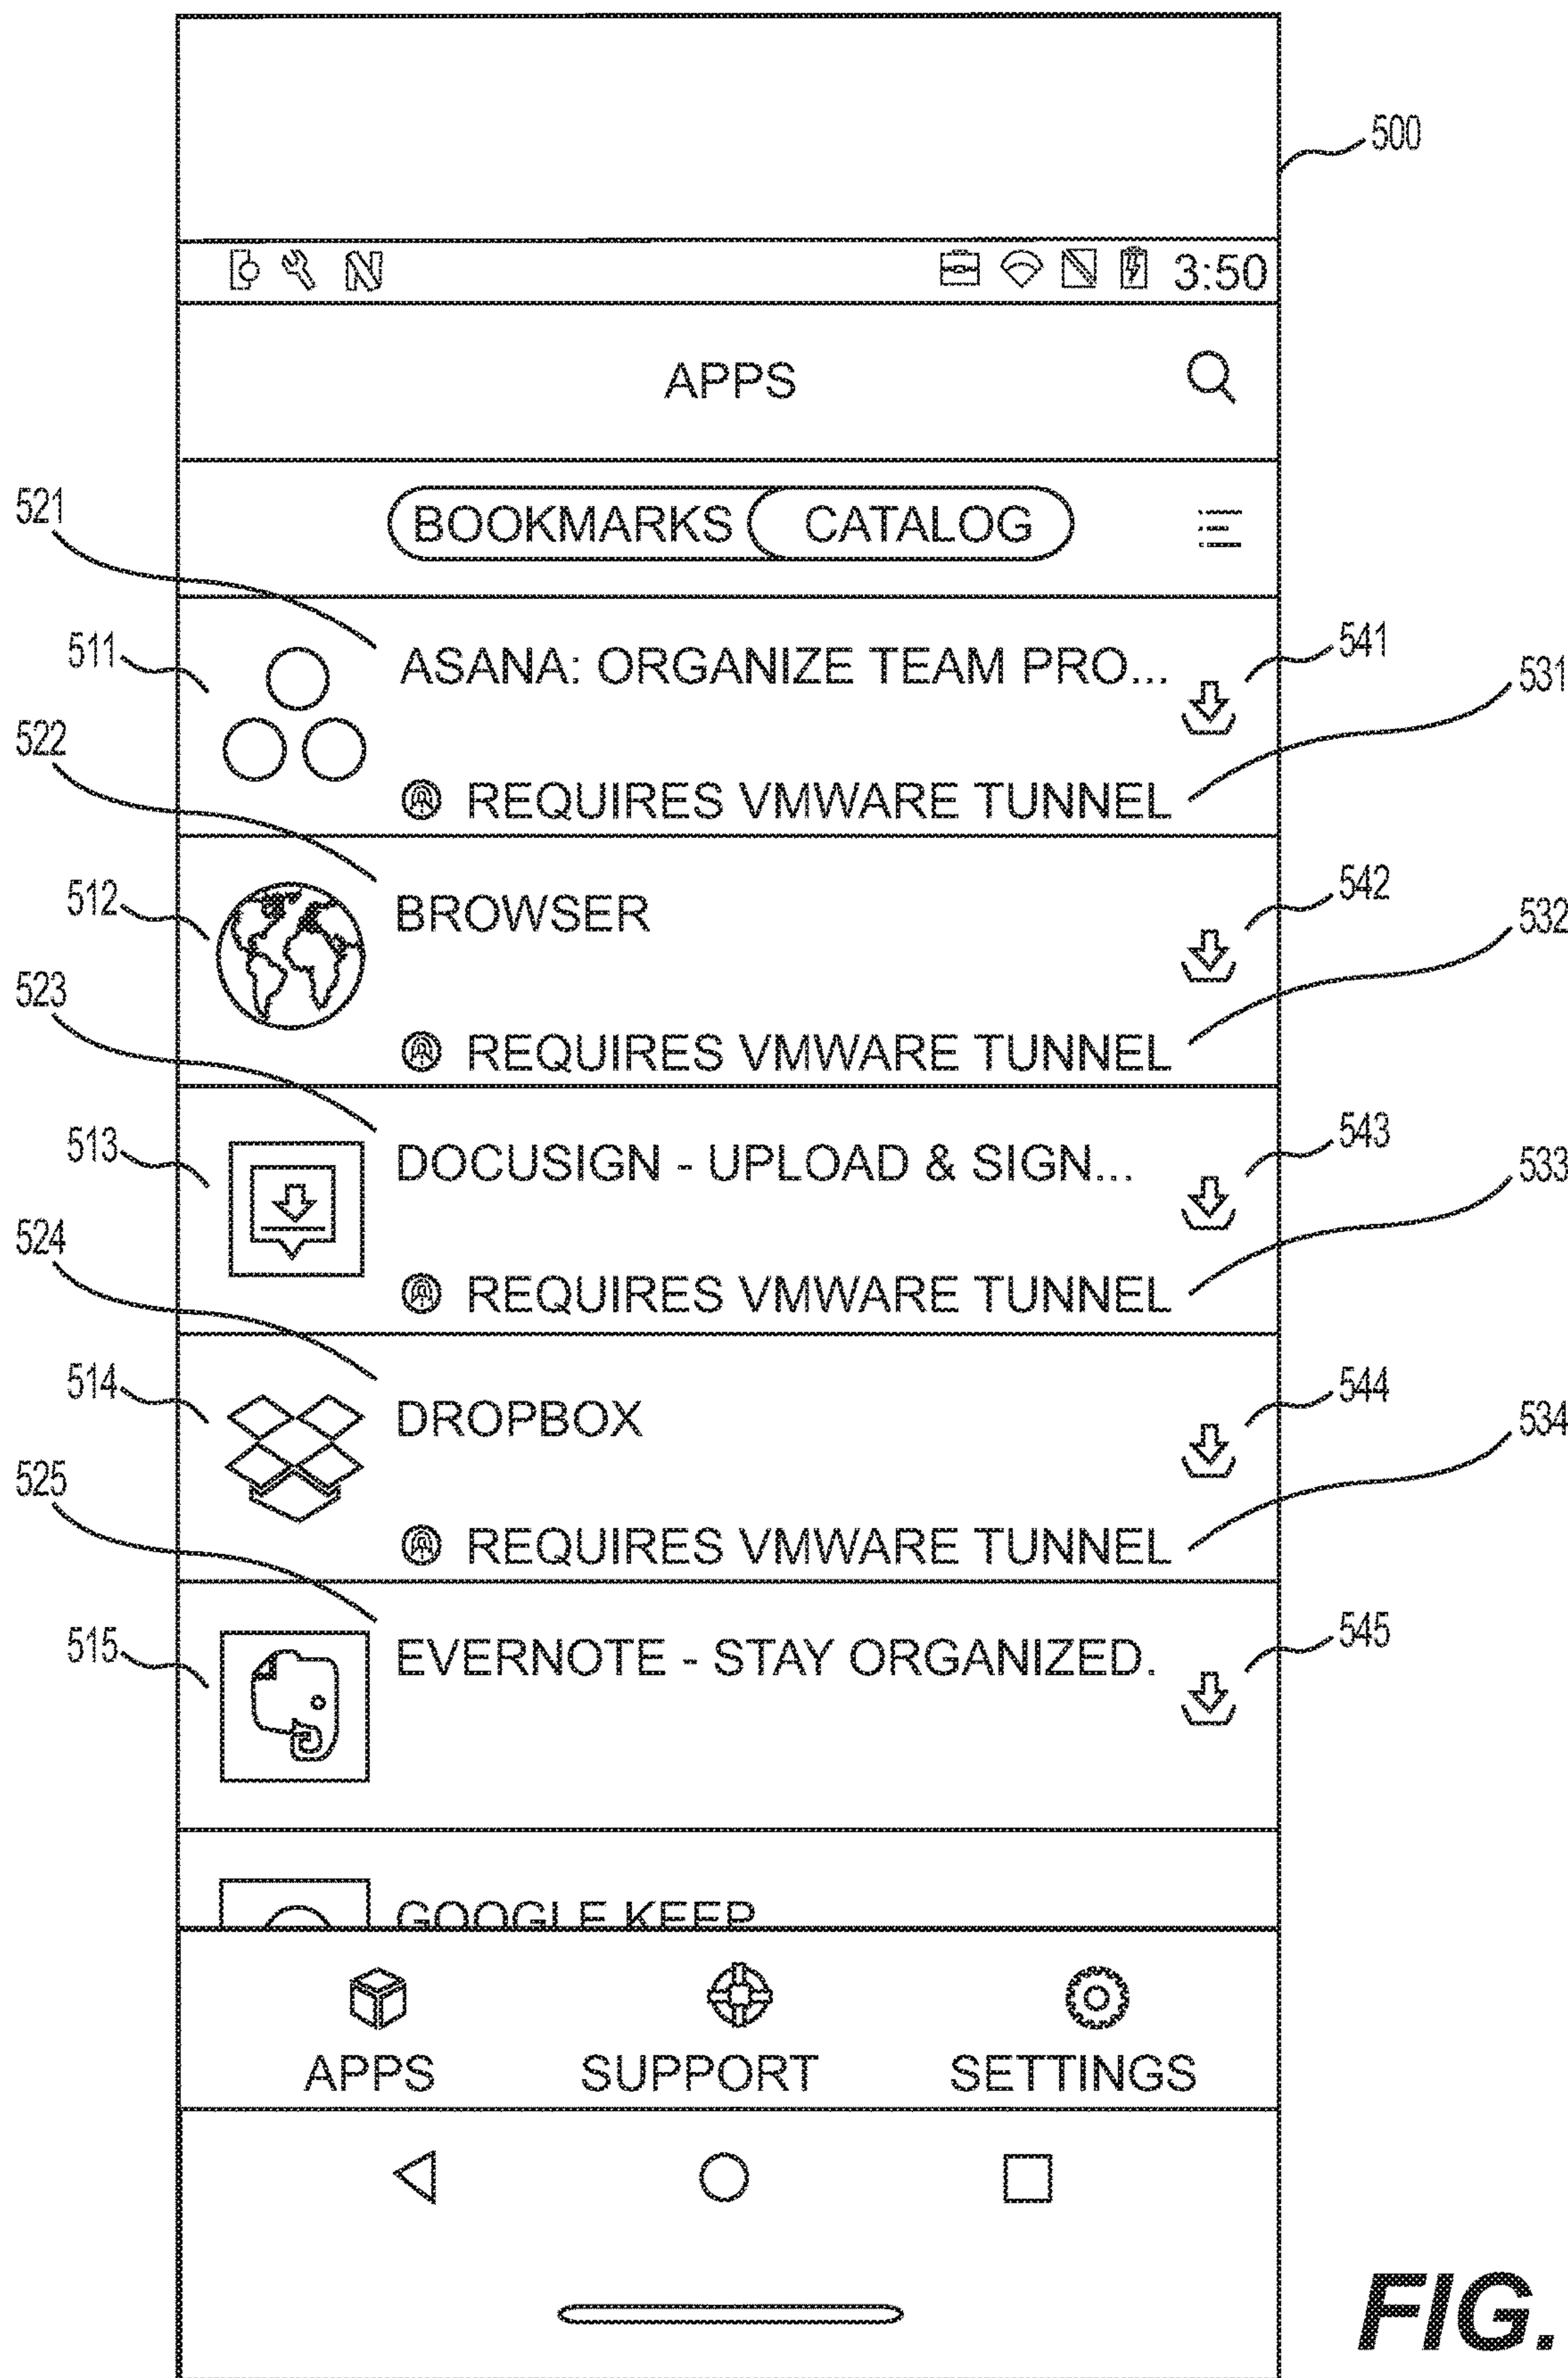 500
3:50
APPS
BOOKMARKS CATALOG
521
511 ASANA: ORGANIZE TEAM PRO... 541
531
522
REQUIRES VMWARE TUNNEL
512 BROWSER 542
532
523
REQUIRES VMWARE TUNNEL
513 DOCUSIGN - UPLOAD & SIGN... 543
533
524
REQUIRES VMWARE TUNNEL
514 DROPBOX 544
534
525
REQUIRES VMWARE TUNNEL
515 EVERNOTE - STAY ORGANIZED. 545
GOOGLE KEEP
APPS SUPPORT SETTINGS
FIG.